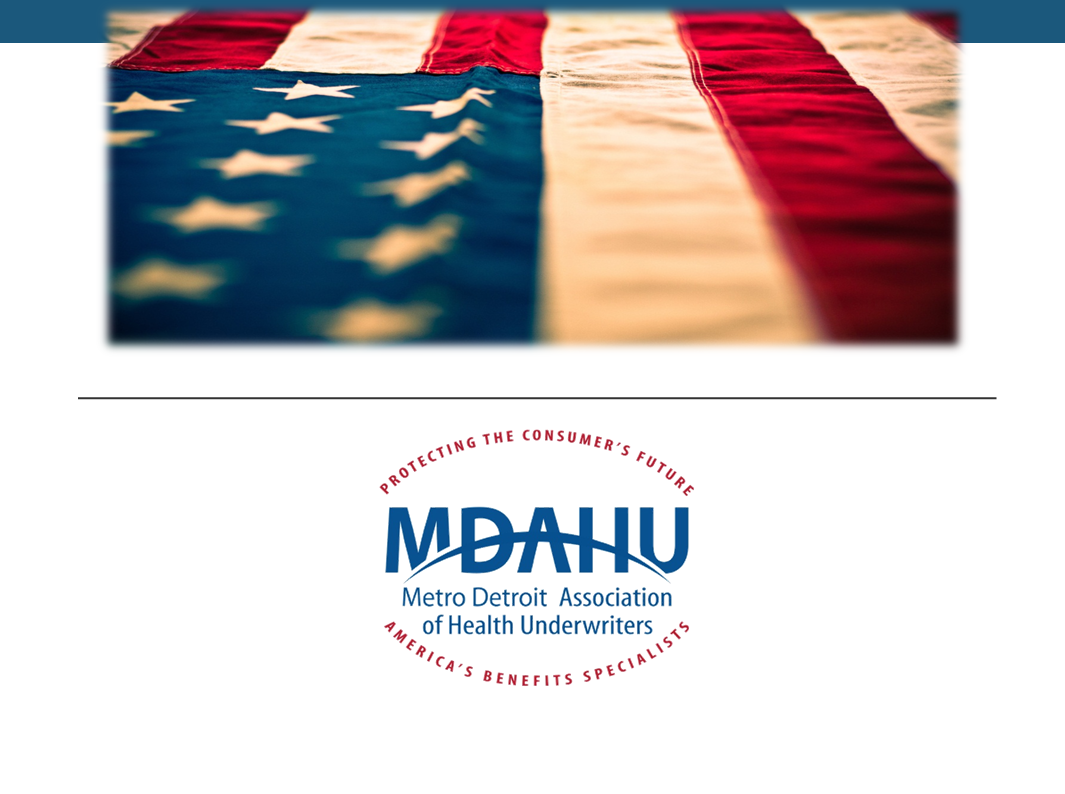 PROTECTING THE CONSUMER'S FUTURE
MDAHU
Metro Detroit Association
of Health Underwriters
AMERICA'S BENEFITS SPECIALISTS